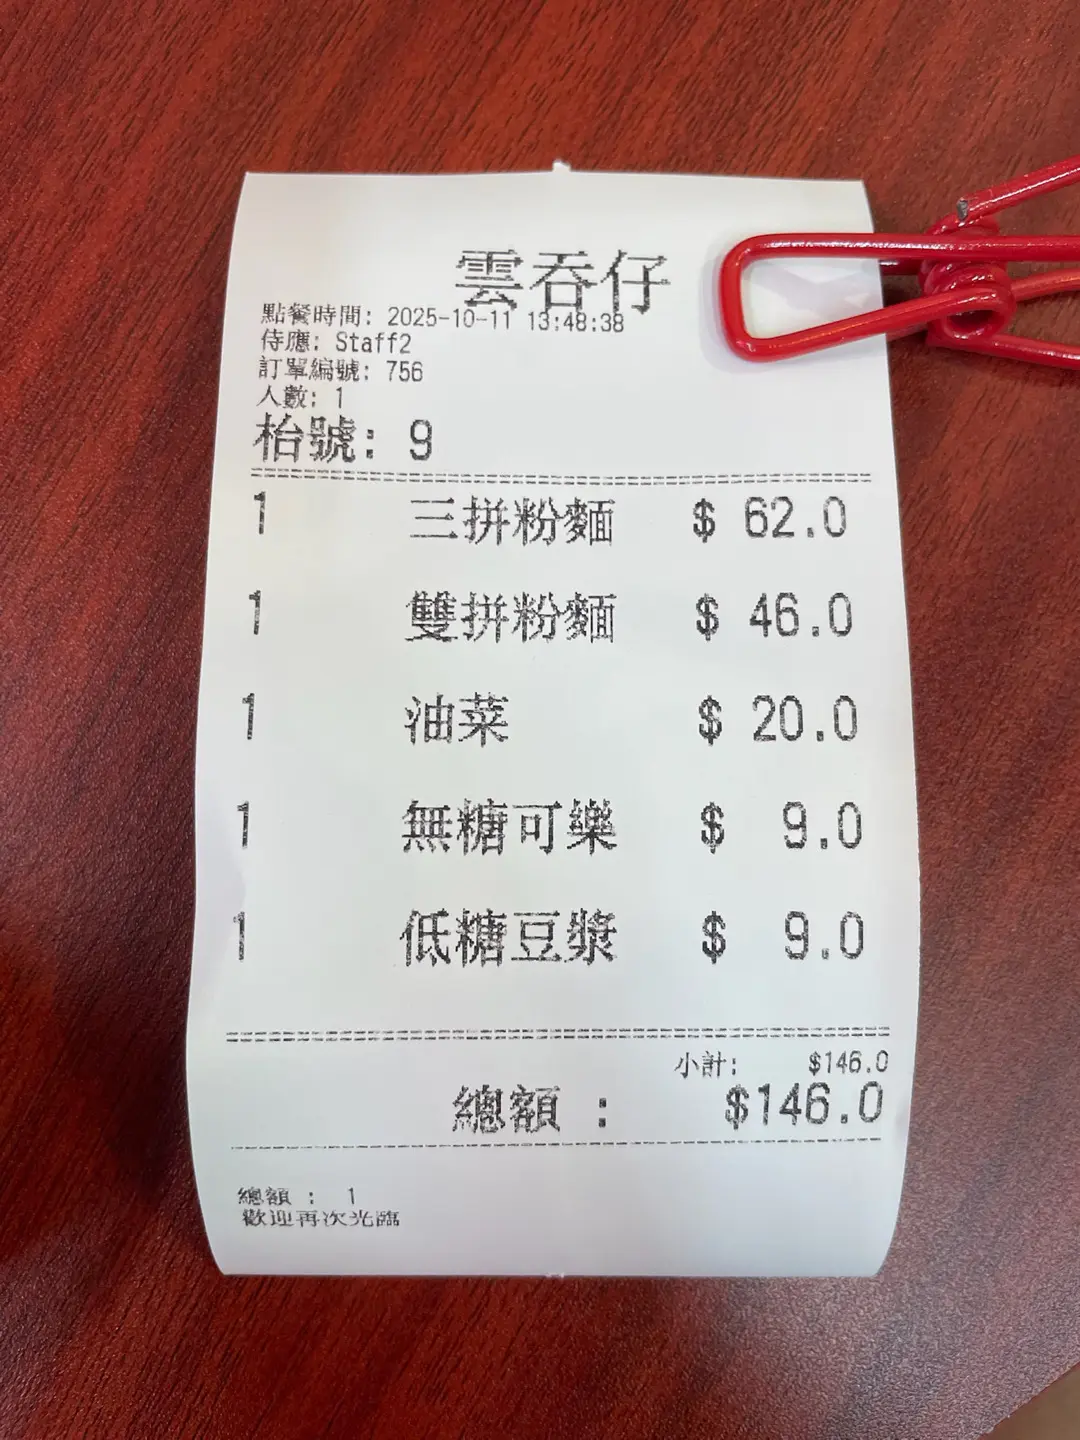 雲吞仔
點餐時間: 2025-10-11 13:48:38
侍應: Staff2
訂單編號: 756
人數: 1
枱號: 9
1 三拼粉麵 $ 62.0
1 雙拼粉麵 $ 46.0
1 油菜 $ 20.0
1 無糖可樂 $ 9.0
1 低糖豆漿 $ 9.0
小計: $146.0
總額 : $146.0
總額 : 1
歡迎再次光臨